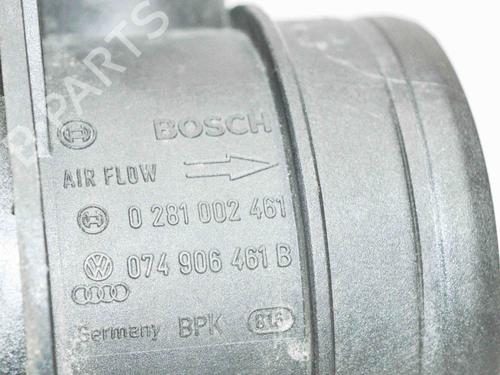 B-PARTS
BOSCH
AIR FLOW
0 281 002 461
074 906 461 B
Germany BPK